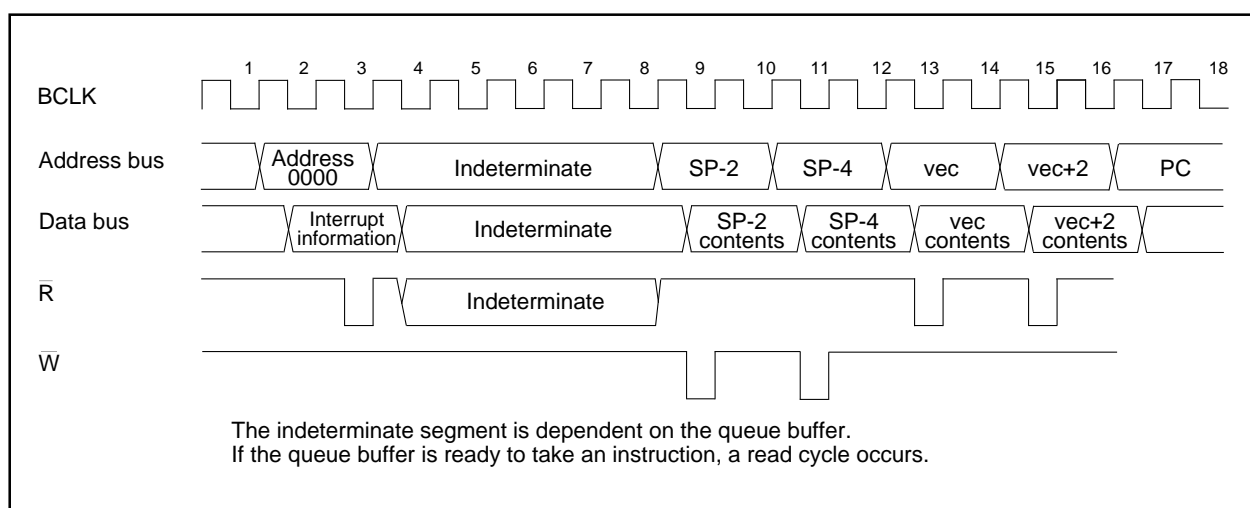 1 2 3 4 5 6 7 8 9 10 11 12 13 14 15 16 17 18
BCLK
Address bus
Address
0000
Indeterminate
SP-2
SP-4
vec
vec+2
PC
Data bus
Interrupt
information
Indeterminate
SP-2
contents
SP-4
contents
vec
contents
vec+2
contents
R̅
Indeterminate
W̅
The indeterminate segment is dependent on the queue buffer.
If the queue buffer is ready to take an instruction, a read cycle occurs.